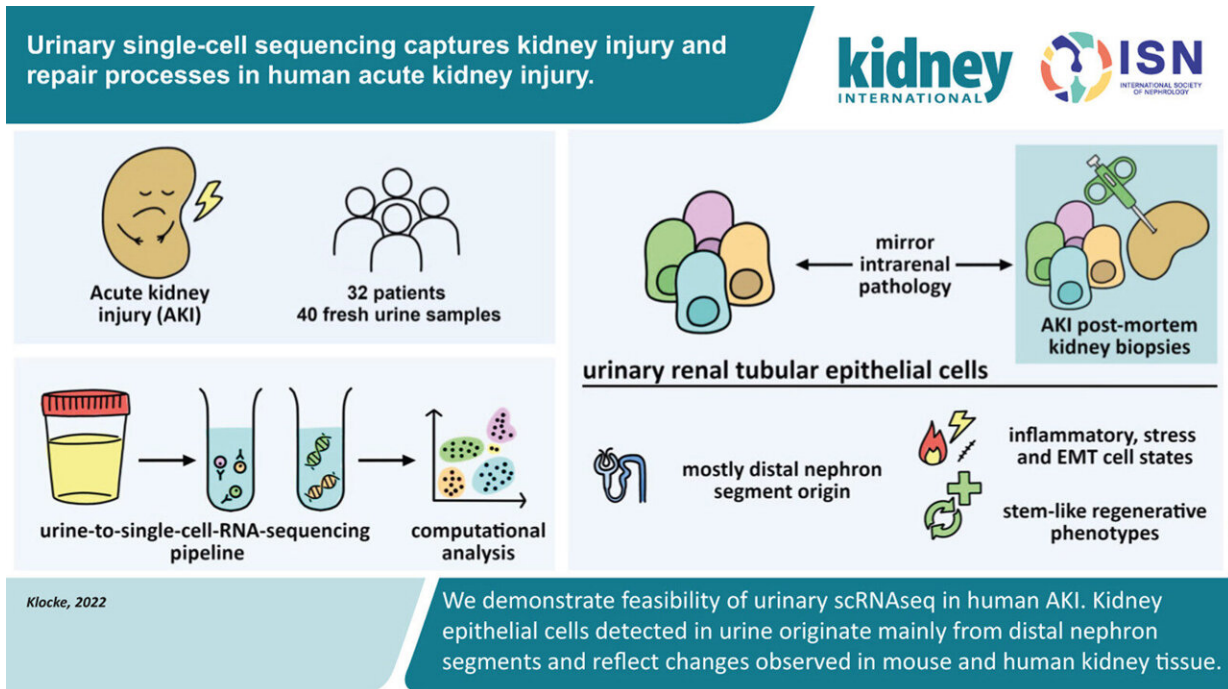 Urinary single-cell sequencing captures kidney injury and
repair processes in human acute kidney injury.
kidney
INTERNATIONAL
ISN
INTERNATIONAL SOCIETY
OF NEPHROLOGY
Acute kidney
injury (AKI)
32 patients
40 fresh urine samples
urine-to-single-cell-RNA-sequencing
pipeline
computational
analysis
mirror
intrarenal
pathology
AKI post-mortem
kidney biopsies
urinary renal tubular epithelial cells
mostly distal nephron
segment origin
inflammatory, stress
and EMT cell states
stem-like regenerative
phenotypes
Klocke, 2022
We demonstrate feasibility of urinary scRNAseq in human AKI. Kidney
epithelial cells detected in urine originate mainly from distal nephron
segments and reflect changes observed in mouse and human kidney tissue.